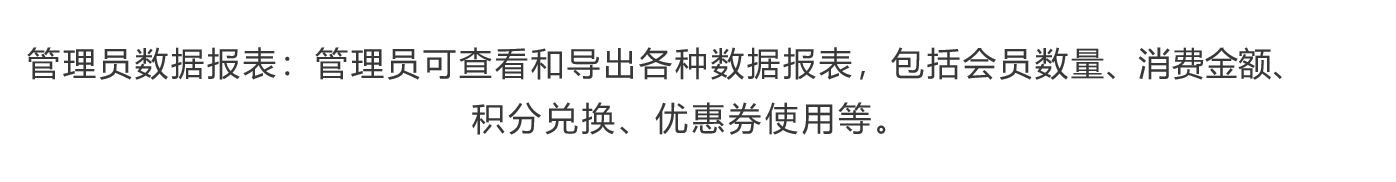 管理员数据报表：管理员可查看和导出各种数据报表，包括会员数量、消费金额、
积分兑换、优惠券使用等。